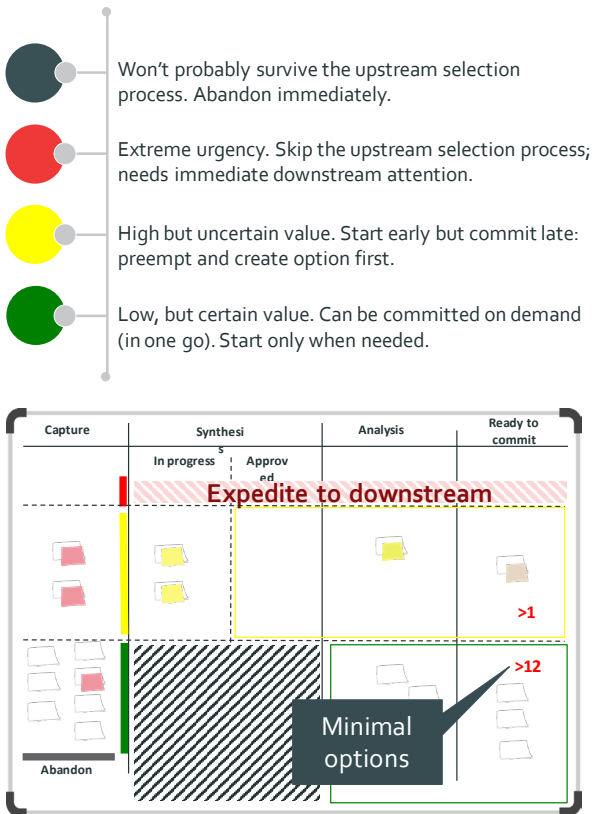 Won't probably survive the upstream selection
process. Abandon immediately.
Extreme urgency. Skip the upstream selection process;
needs immediate downstream attention.
High but uncertain value. Start early but commit late:
preempt and create option first.
Low, but certain value. Can be committed on demand
(in one go). Start only when needed.
Capture
Synthesi
s
Analysis
Ready to
commit
In progress
Approv
ed
Expedite to downstream
>1
>12
Minimal
options
Abandon